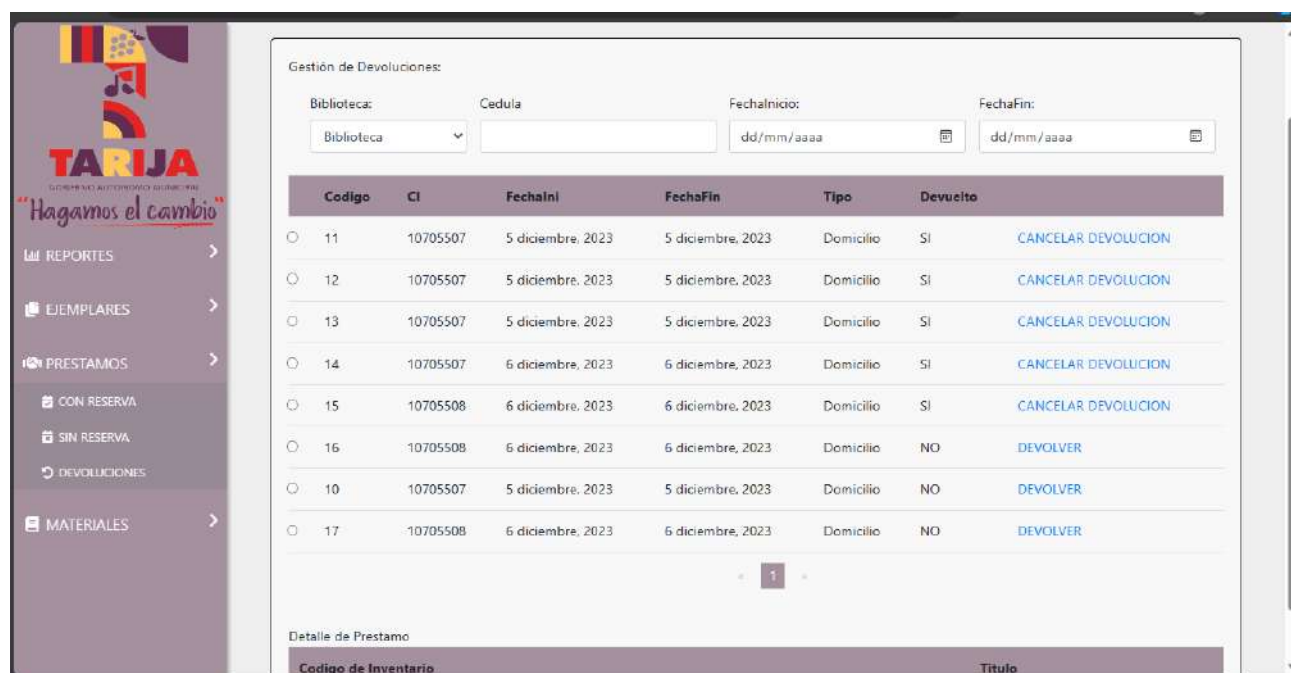 TARIJA
GOBIERNO AUTONOMO MUNICIPAL
"Hagamos el cambio"
REPORTES
EJEMPLARES
PRESTAMOS
CON RESERVA
SIN RESERVA
DEVOLUCIONES
MATERIALES
Gestión de Devoluciones:
Biblioteca: Cedula FechaInicio: FechaFin:
Biblioteca dd/mm/aaaa dd/mm/aaaa
Codigo CI FechaIni FechaFin Tipo Devuelto
11 10705507 5 diciembre, 2023 5 diciembre, 2023 Domicilio SI CANCELAR DEVOLUCION
12 10705507 5 diciembre, 2023 5 diciembre, 2023 Domicilio SI CANCELAR DEVOLUCION
13 10705507 5 diciembre, 2023 5 diciembre, 2023 Domicilio SI CANCELAR DEVOLUCION
14 10705507 6 diciembre, 2023 6 diciembre, 2023 Domicilio SI CANCELAR DEVOLUCION
15 10705508 6 diciembre, 2023 6 diciembre, 2023 Domicilio SI CANCELAR DEVOLUCION
16 10705508 6 diciembre, 2023 6 diciembre, 2023 Domicilio NO DEVOLVER
10 10705507 5 diciembre, 2023 5 diciembre, 2023 Domicilio NO DEVOLVER
17 10705508 6 diciembre, 2023 6 diciembre, 2023 Domicilio NO DEVOLVER
« 1 »
Detalle de Prestamo
Codigo de Inventario Titulo